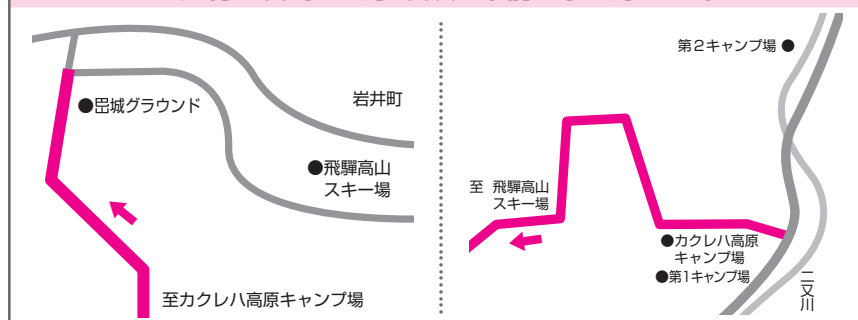 ●岊城グラウンド
岩井町
●飛騨高山
スキー場
至カクレハ高原キャンプ場
第2キャンプ場 ●
至 飛騨高山
スキー場
●カクレハ高原
キャンプ場
●第1キャンプ場
二又川